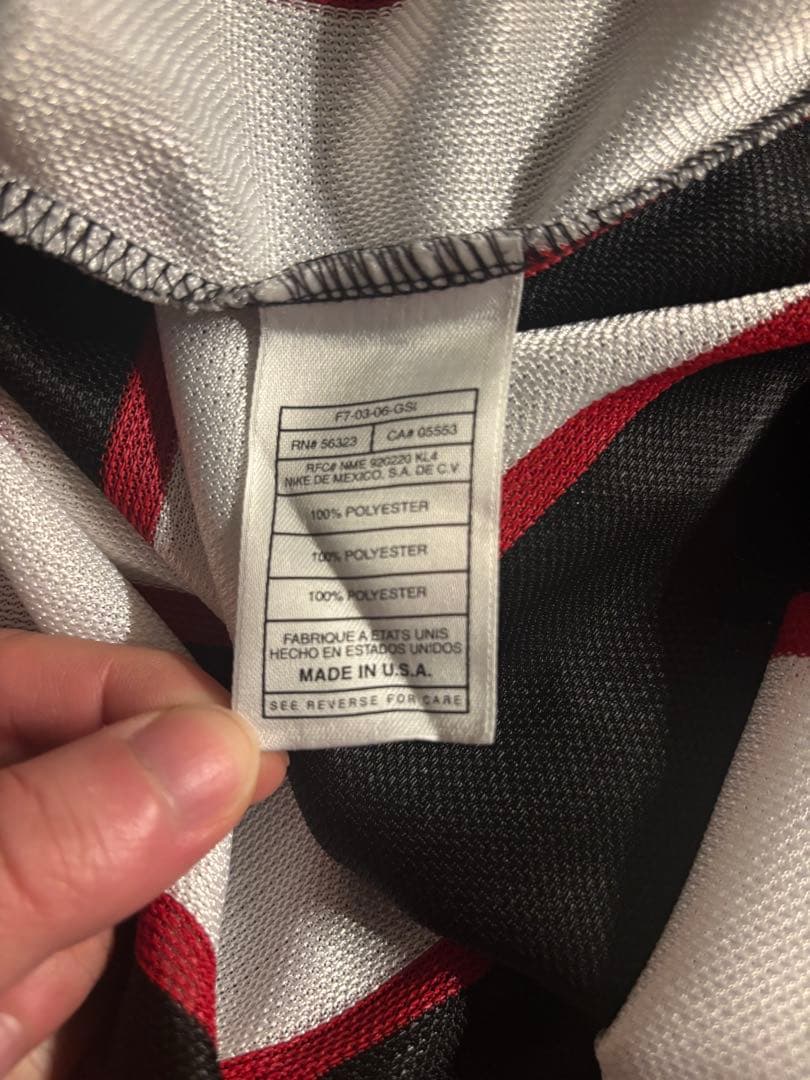 F7-03-06-GSI
RN# 56323 CA# 05553
RFC# NME 920220 KL4
NIKE DE MEXICO, S.A. DE C.V.
100% POLYESTER
100% POLYESTER
100% POLYESTER
FABRIQUE A ETATS UNIS
HECHO EN ESTADOS UNIDOS
MADE IN U.S.A.
SEE REVERSE FOR CARE